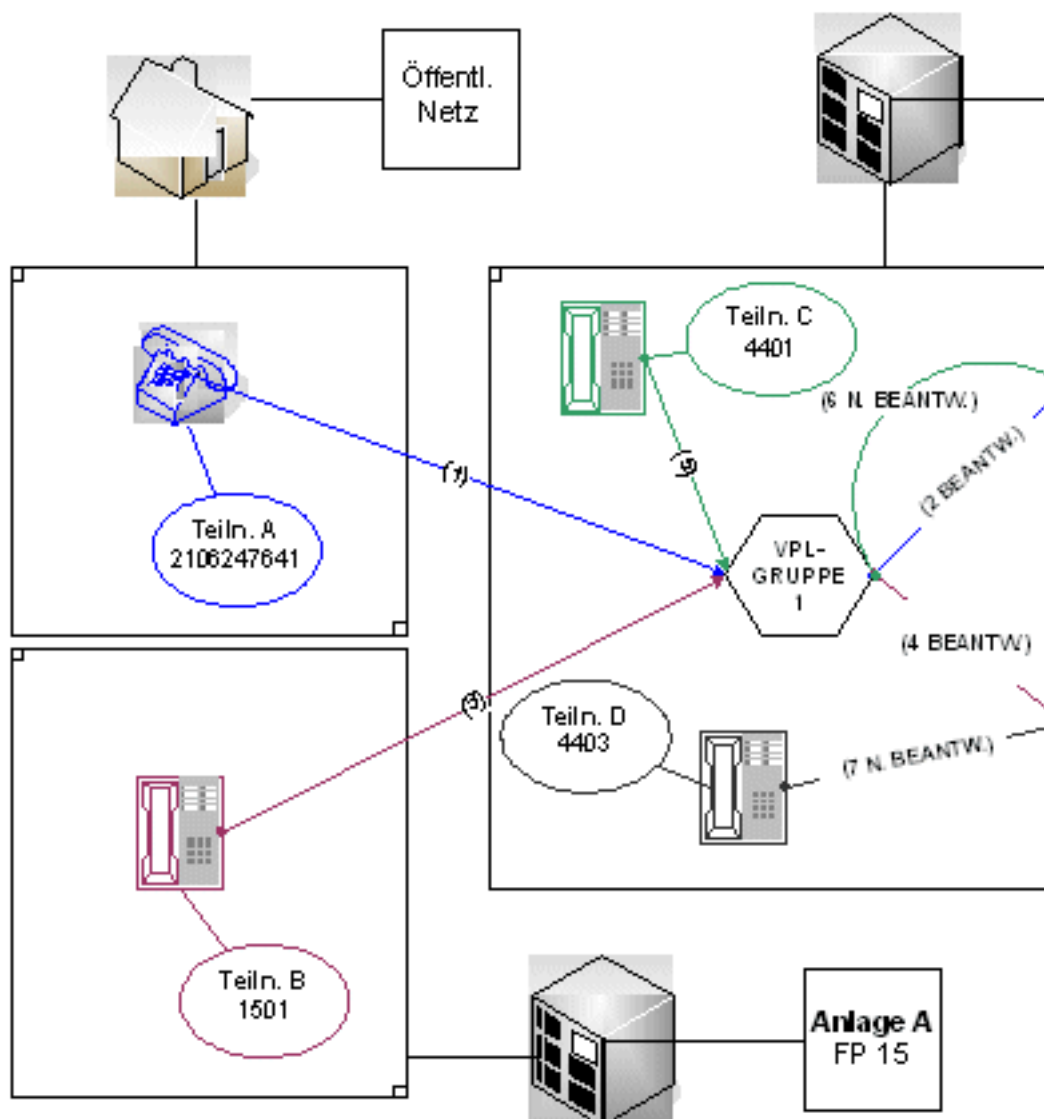 Öffentl.
Netz
Teiln. C
4401
(6 N. BEANTW.)
(2 BEANTW.)
(1)
(5)
Teiln. A
2106247641
VPL-
GRUPPE
1
(4 BEANTW.)
(3)
Teiln. D
4403
(7 N. BEANTW.)
Teiln. B
1501
Anlage A
FP 15